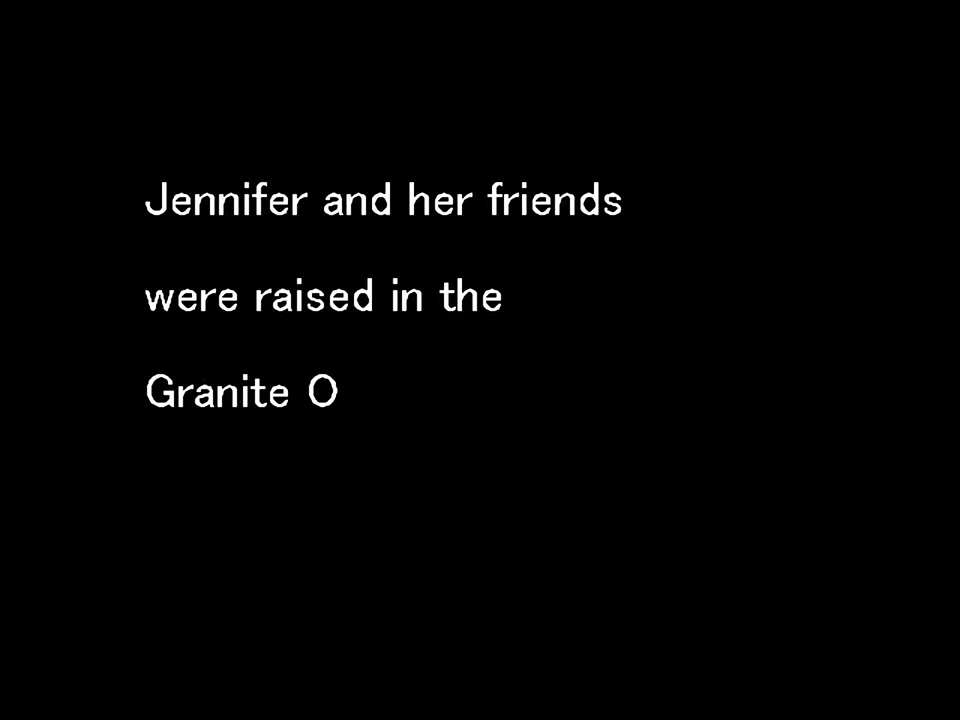 Jennifer and her friends
were raised in the
Granite O